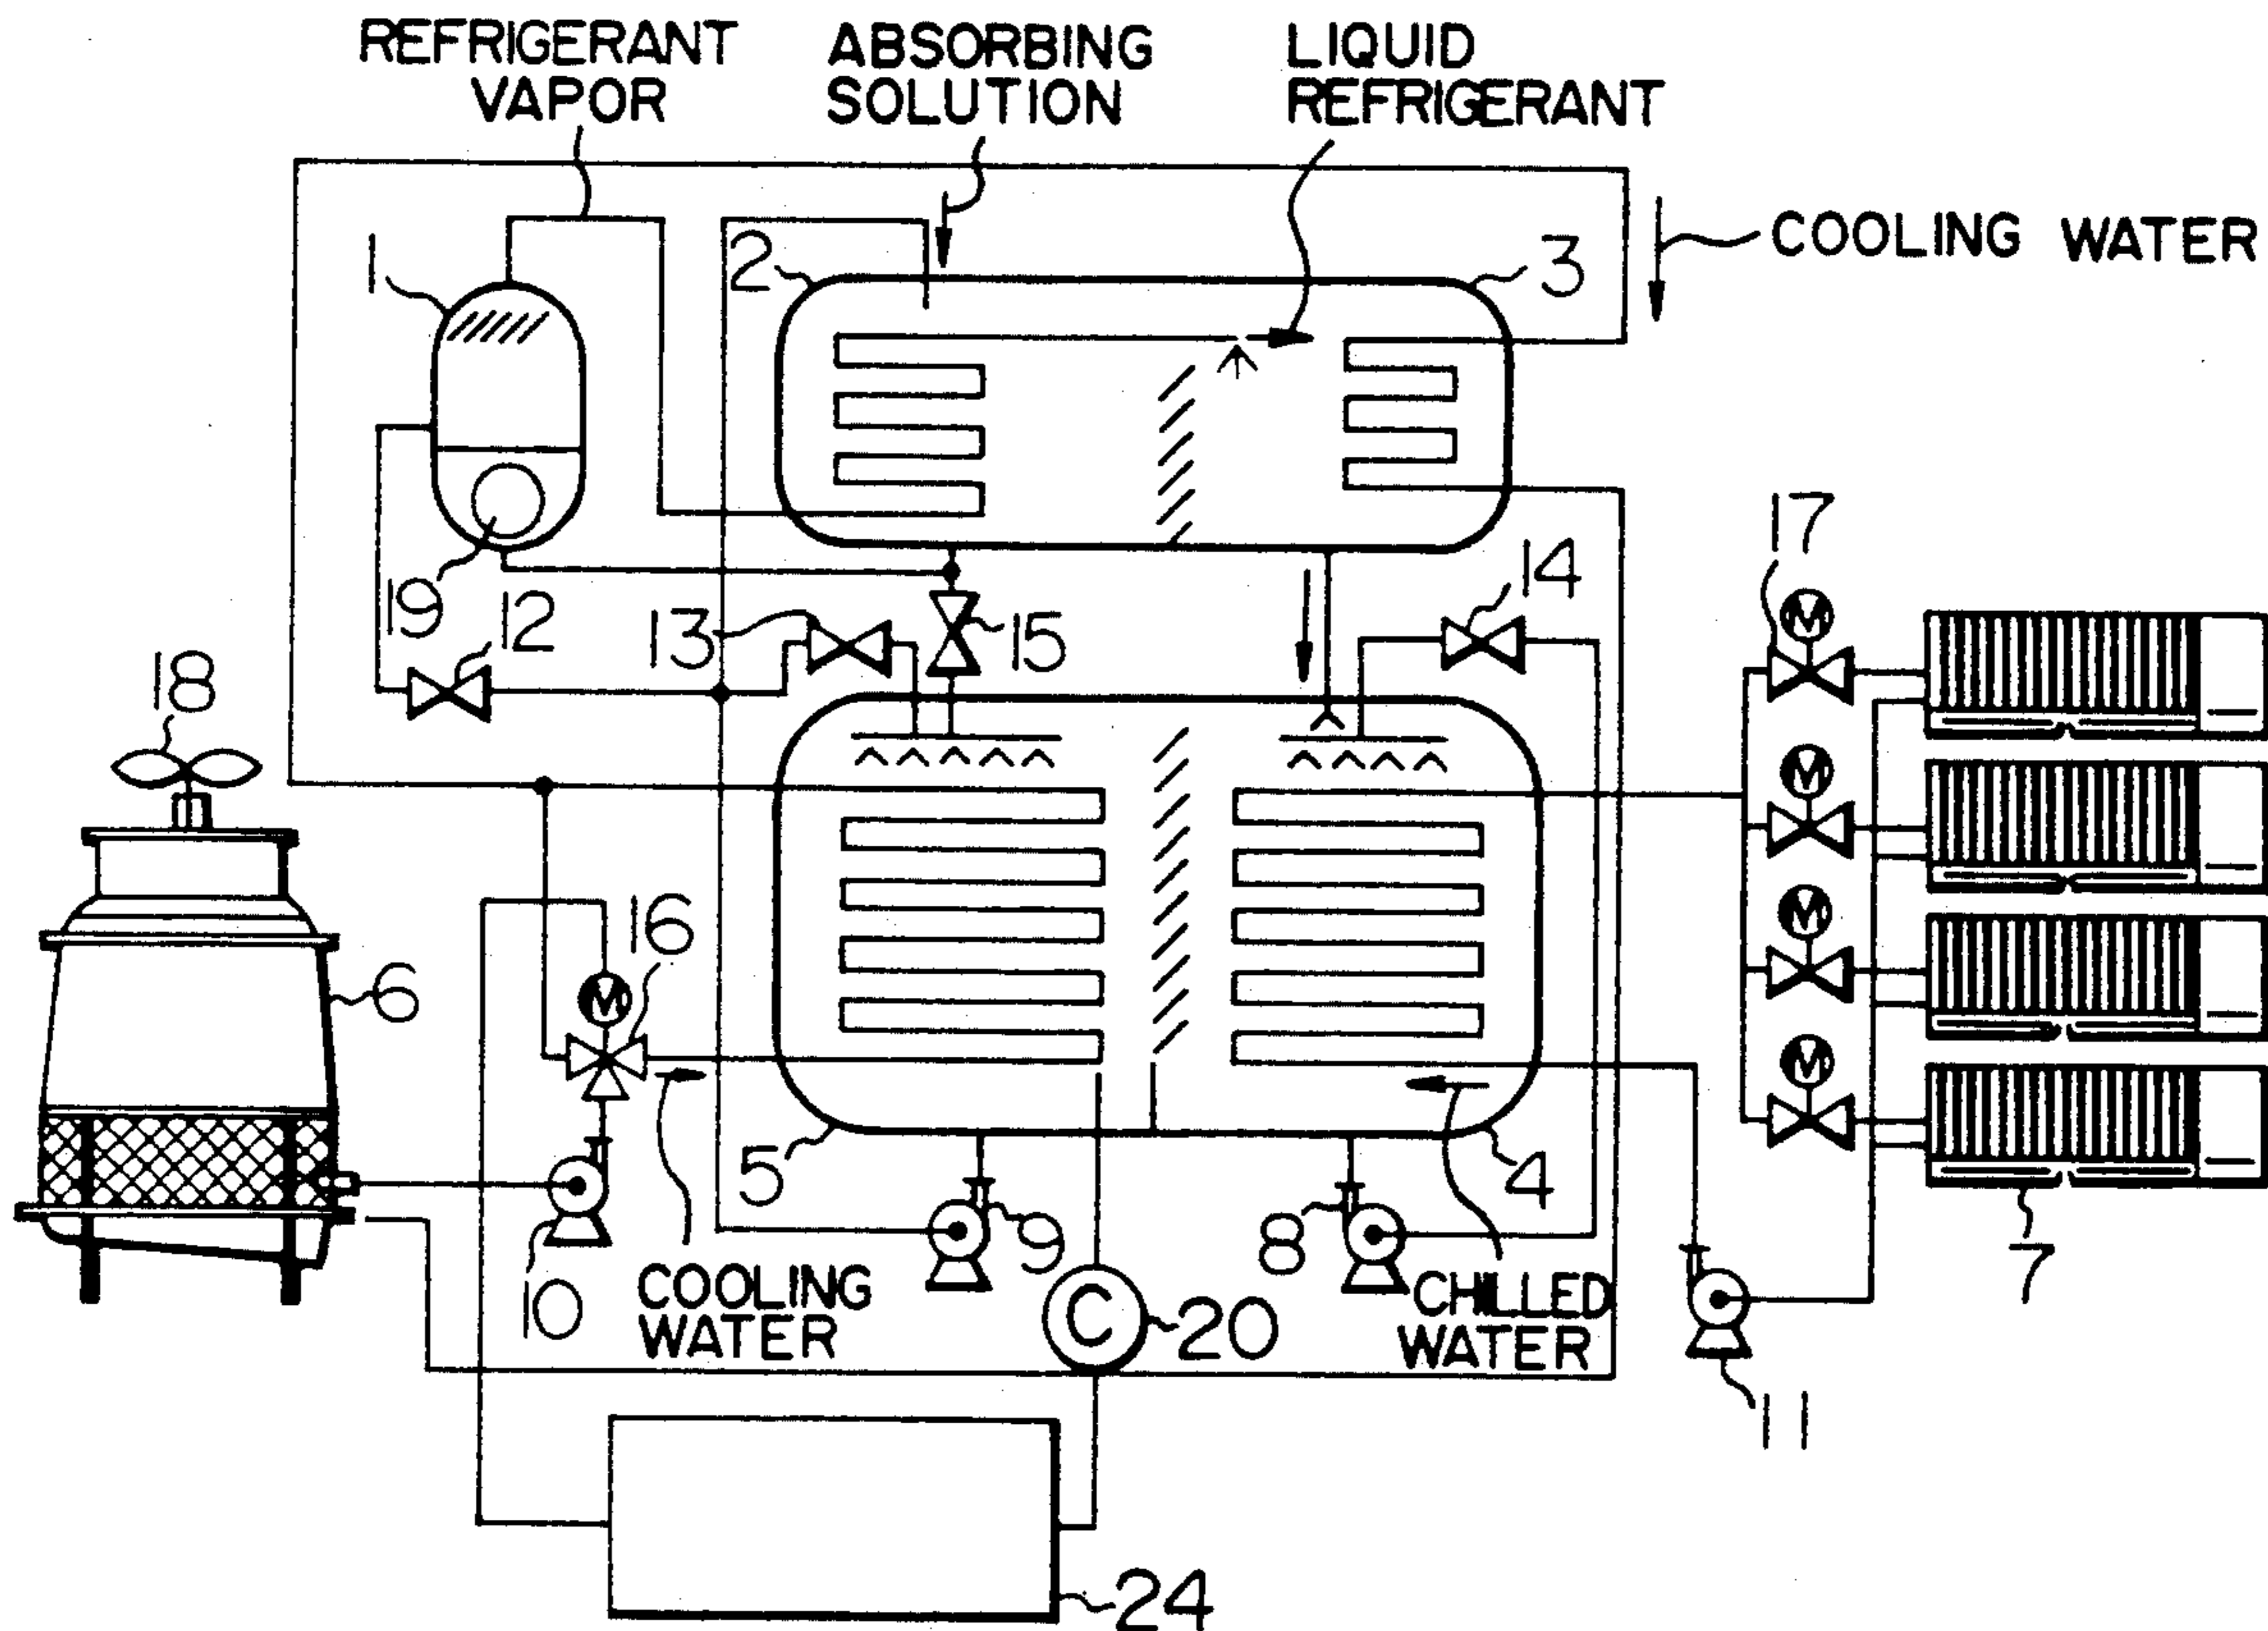 REFRIGERANT
VAPOR
ABSORBING
SOLUTION
LIQUID
REFRIGERANT
COOLING WATER
1
2
3
17
19
12
13
15
14
18
M
M
16
6
M
M
M
5
4
9
8
7
10
COOLING
WATER
C
20
CHILLED
WATER
11
24